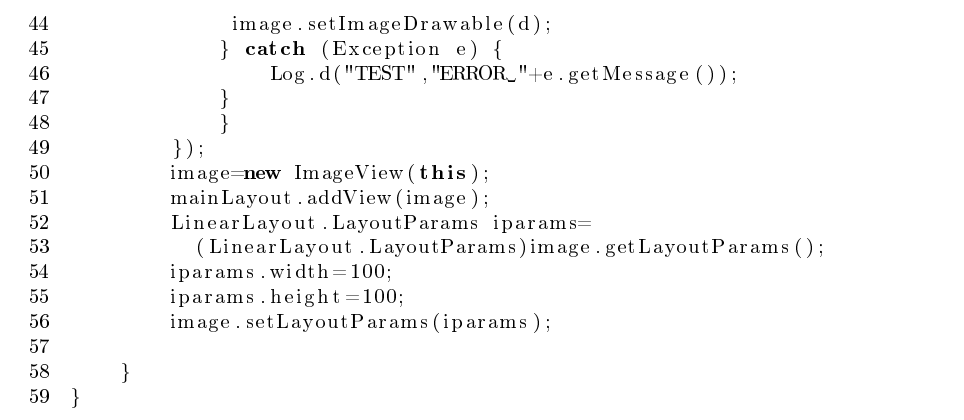 44 image.setImageDrawable(d);
45 } catch (Exception e) {
46 Log.d("TEST","ERROR␣"+e.getMessage());
47 }
48 }
49 });
50 image=new ImageView(this);
51 mainLayout.addView(image);
52 LinearLayout.LayoutParams iparams=
53 (LinearLayout.LayoutParams)image.getLayoutParams();
54 iparams.width=100;
55 iparams.height=100;
56 image.setLayoutParams(iparams);
57
58 }
59 }